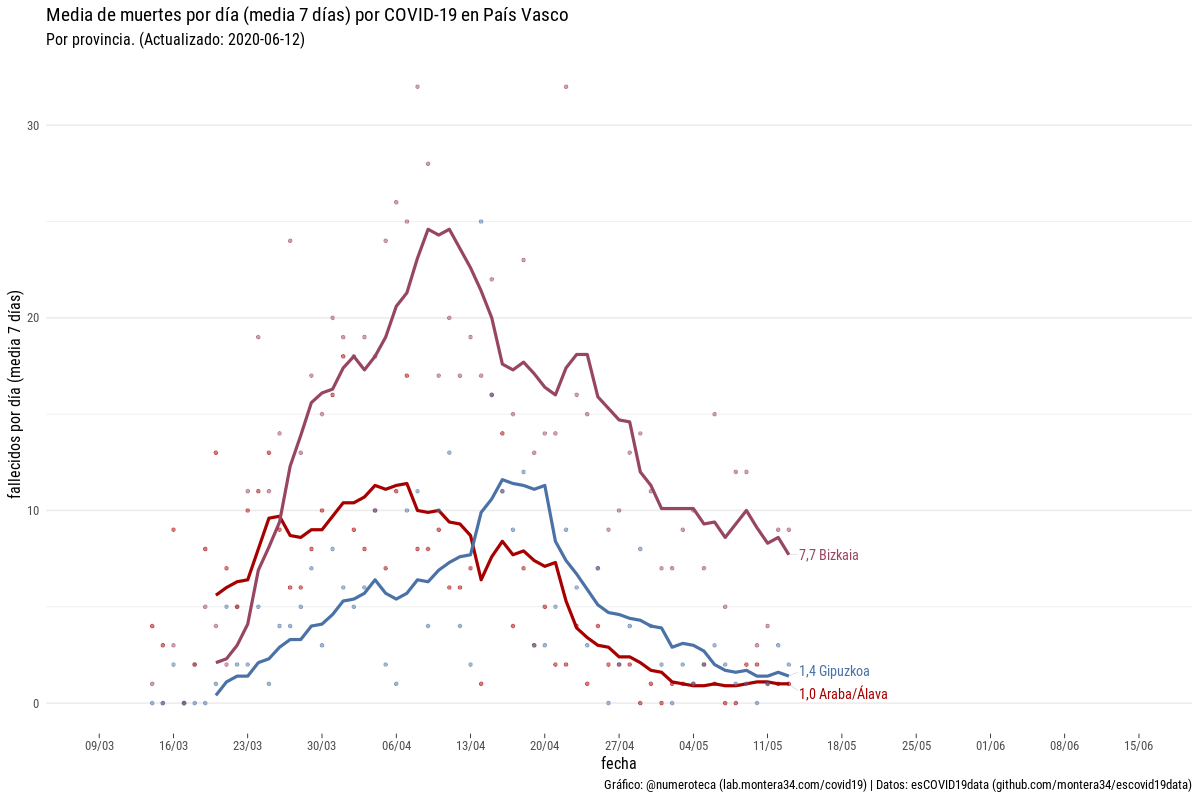 Media de muertes por día (media 7 días) por COVID-19 en País Vasco
Por provincia. (Actualizado: 2020-06-12)
fallecidos por día (media 7 días)
30
20
10
0
7,7 Bizkaia
1,4 Gipuzkoa
1,0 Araba/Álava
09/03 16/03 23/03 30/03 06/04 13/04 20/04 27/04 04/05 11/05 18/05 25/05 01/06 08/06 15/06
fecha
Gráfico: @numeroteca (lab.montera34.com/covid19) | Datos: esCOVID19data (github.com/montera34/escovid19data)